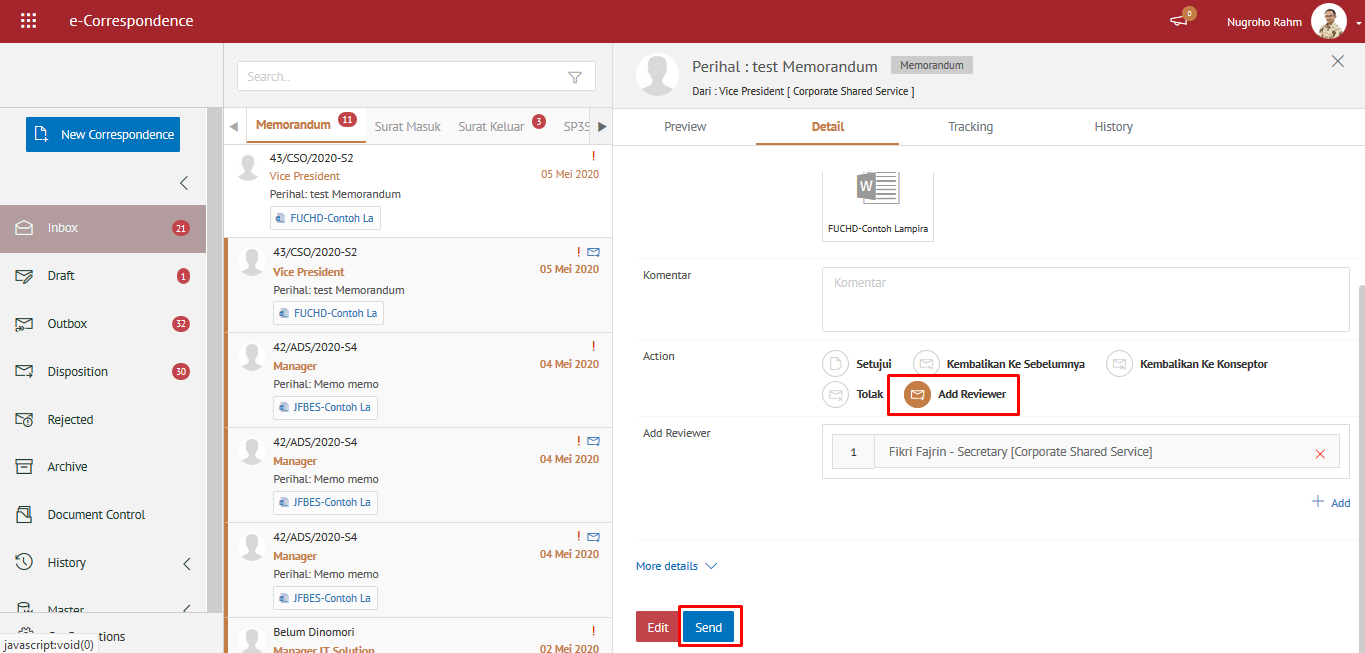 e-Correspondence
0
Nugroho Rahm
New Correspondence
Inbox
21
Draft
1
Outbox
32
Disposition
30
Rejected
Archive
Document Control
History
Master
javascript:void(0)
Search..
Memorandum
11
Surat Masuk
Surat Keluar
3
SP3S
43/CSO/2020-S2
!
Vice President
05 Mei 2020
Perihal: test Memorandum
FUCHD-Contoh La
43/CSO/2020-S2
!
Vice President
05 Mei 2020
Perihal: test Memorandum
FUCHD-Contoh La
42/ADS/2020-S4
!
Manager
04 Mei 2020
Perihal: Memo memo
JFBES-Contoh La
42/ADS/2020-S4
!
Manager
04 Mei 2020
Perihal: Memo memo
JFBES-Contoh La
42/ADS/2020-S4
!
Manager
04 Mei 2020
Perihal: Memo memo
JFBES-Contoh La
Belum Dinomori
!
Manager IT Solution
02 Mei 2020
Perihal : test Memorandum
Memorandum
Dari : Vice President [ Corporate Shared Service ]
Preview
Detail
Tracking
History
W
FUCHD-Contoh Lampira
Komentar
Komentar
Action
Setujui
Kembalikan Ke Sebelumnya
Kembalikan Ke Konseptor
Tolak
Add Reviewer
Add Reviewer
1
Fikri Fajrin - Secretary [Corporate Shared Service]
Add
More details
Edit
Send